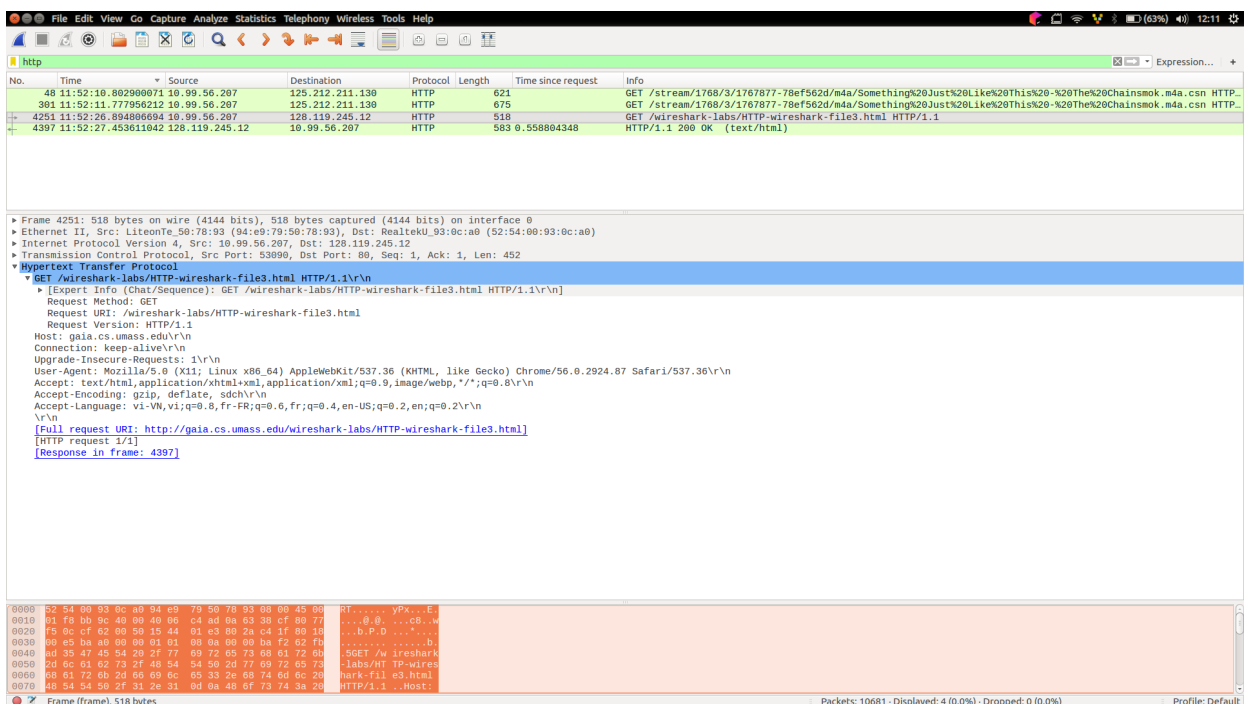 File Edit View Go Capture Analyze Statistics Telephony Wireless Tools Help (63%) 12:11
http Expression... +
No. Time Source Destination Protocol Length Time since request Info
48 11:52:10.802900071 10.99.56.207 125.212.211.130 HTTP 621 GET /stream/1768/3/1767877-78ef562d/m4a/Something%20Just%20Like%20This%20-%20The%20Chainsmok.m4a.csn HTTP…
301 11:52:11.777956212 10.99.56.207 125.212.211.130 HTTP 675 GET /stream/1768/3/1767877-78ef562d/m4a/Something%20Just%20Like%20This%20-%20The%20Chainsmok.m4a.csn HTTP…
4251 11:52:26.894806694 10.99.56.207 128.119.245.12 HTTP 518 GET /wireshark-labs/HTTP-wireshark-file3.html HTTP/1.1
4397 11:52:27.453611042 128.119.245.12 10.99.56.207 HTTP 583 0.558804348 HTTP/1.1 200 OK (text/html)
Frame 4251: 518 bytes on wire (4144 bits), 518 bytes captured (4144 bits) on interface 0
Ethernet II, Src: LiteonTe_50:78:93 (94:e9:79:50:78:93), Dst: RealtekU_93:0c:a0 (52:54:00:93:0c:a0)
Internet Protocol Version 4, Src: 10.99.56.207, Dst: 128.119.245.12
Transmission Control Protocol, Src Port: 53090, Dst Port: 80, Seq: 1, Ack: 1, Len: 452
Hypertext Transfer Protocol
GET /wireshark-labs/HTTP-wireshark-file3.html HTTP/1.1\r\n
[Expert Info (Chat/Sequence): GET /wireshark-labs/HTTP-wireshark-file3.html HTTP/1.1\r\n]
Request Method: GET
Request URI: /wireshark-labs/HTTP-wireshark-file3.html
Request Version: HTTP/1.1
Host: gaia.cs.umass.edu\r\n
Connection: keep-alive\r\n
Upgrade-Insecure-Requests: 1\r\n
User-Agent: Mozilla/5.0 (X11; Linux x86_64) AppleWebKit/537.36 (KHTML, like Gecko) Chrome/56.0.2924.87 Safari/537.36\r\n
Accept: text/html,application/xhtml+xml,application/xml;q=0.9,image/webp,*/*;q=0.8\r\n
Accept-Encoding: gzip, deflate, sdch\r\n
Accept-Language: vi-VN,vi;q=0.8,fr-FR;q=0.6,fr;q=0.4,en-US;q=0.2,en;q=0.2\r\n
\r\n
[Full request URI: http://gaia.cs.umass.edu/wireshark-labs/HTTP-wireshark-file3.html]
[HTTP request 1/1]
[Response in frame: 4397]
0000 52 54 00 93 0c a0 94 e9 79 50 78 93 08 00 45 00 RT...... yPx...E.
0010 01 f8 bb 9c 40 00 40 06 c4 ad 0a 63 38 cf 80 77 ....@.@. ...c8..w
0020 f5 0c cf 62 00 50 15 44 01 e3 80 2a c4 1f 80 18 ...b.P.D ...*....
0030 00 e5 ba a0 00 00 01 01 08 0a 00 00 ba f2 62 fb ........ ......b.
0040 ad 35 47 45 54 20 2f 77 69 72 65 73 68 61 72 6b .5GET /w ireshark
0050 2d 6c 61 62 73 2f 48 54 54 50 2d 77 69 72 65 73 -labs/HT TP-wires
0060 68 61 72 6b 2d 66 69 6c 65 33 2e 68 74 6d 6c 20 hark-fil e3.html
0070 48 54 54 50 2f 31 2e 31 0d 0a 48 6f 73 74 3a 20 HTTP/1.1 ..Host:
Frame (frame), 518 bytes Packets: 10681 · Displayed: 4 (0.0%) · Dropped: 0 (0.0%) Profile: Default